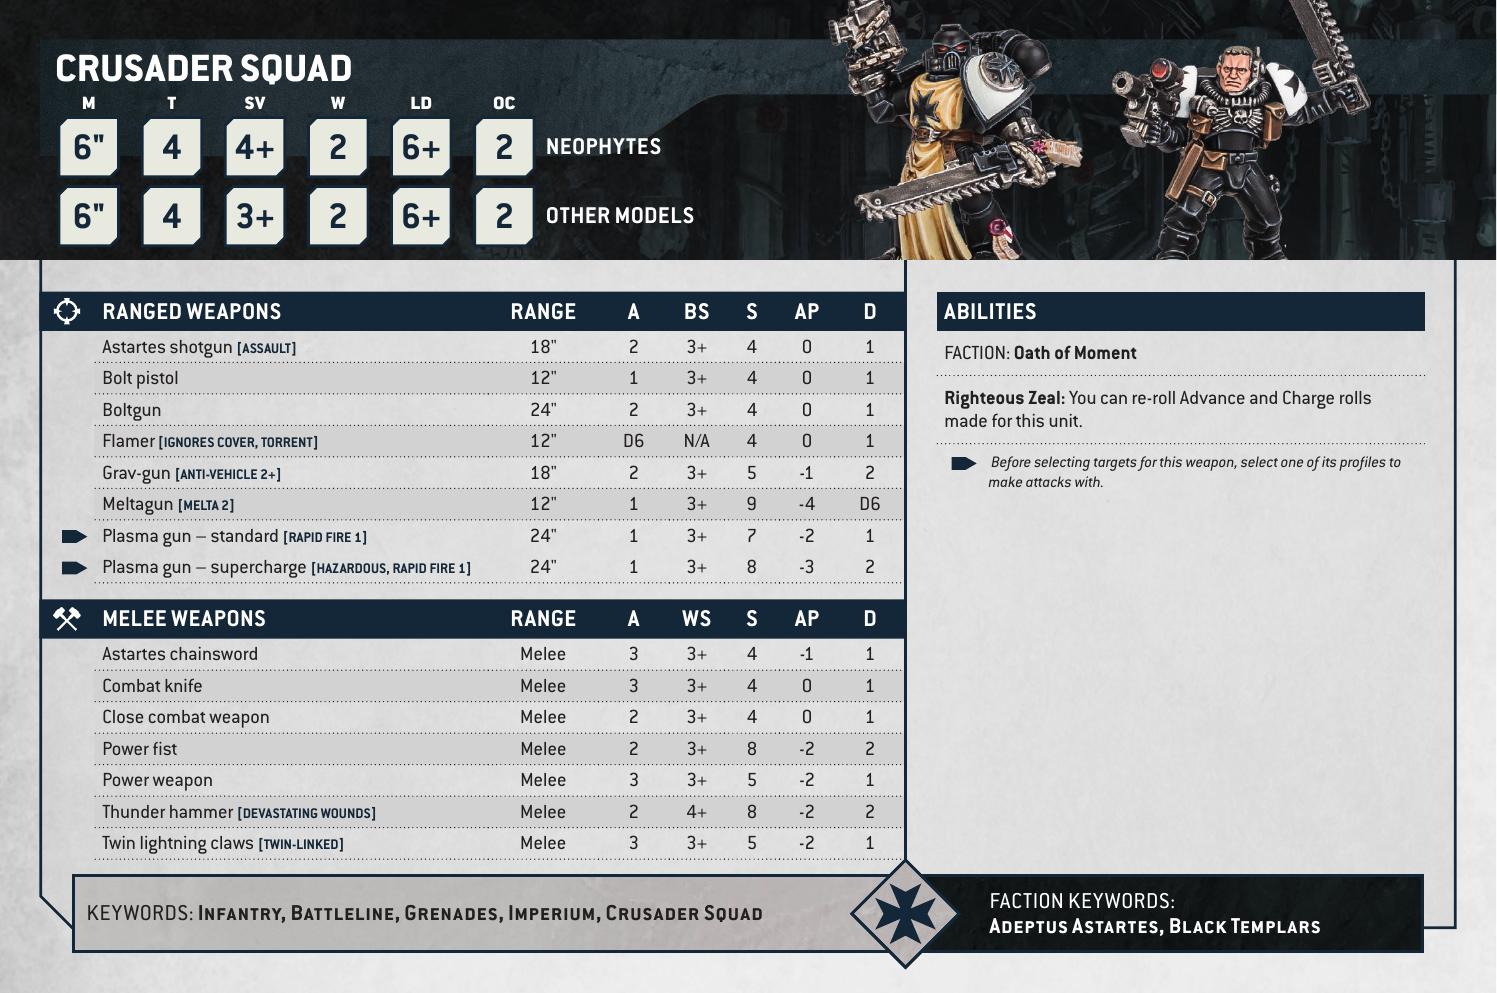 CRUSADER SQUAD
M T SV W LD OC
6" 4 4+ 2 6+ 2 NEOPHYTES
6" 4 3+ 2 6+ 2 OTHER MODELS
RANGED WEAPONS RANGE A BS S AP D
Astartes shotgun [ASSAULT] 18" 2 3+ 4 0 1
Bolt pistol 12" 1 3+ 4 0 1
Boltgun 24" 2 3+ 4 0 1
Flamer [IGNORES COVER, TORRENT] 12" D6 N/A 4 0 1
Grav-gun [ANTI-VEHICLE 2+] 18" 2 3+ 5 -1 2
Meltagun [MELTA 2] 12" 1 3+ 9 -4 D6
Plasma gun – standard [RAPID FIRE 1] 24" 1 3+ 7 -2 1
Plasma gun – supercharge [HAZARDOUS, RAPID FIRE 1] 24" 1 3+ 8 -3 2
MELEE WEAPONS RANGE A WS S AP D
Astartes chainsword Melee 3 3+ 4 -1 1
Combat knife Melee 3 3+ 4 0 1
Close combat weapon Melee 2 3+ 4 0 1
Power fist Melee 2 3+ 8 -2 2
Power weapon Melee 3 3+ 5 -2 1
Thunder hammer [DEVASTATING WOUNDS] Melee 2 4+ 8 -2 2
Twin lightning claws [TWIN-LINKED] Melee 3 3+ 5 -2 1
ABILITIES
FACTION: Oath of Moment
Righteous Zeal: You can re-roll Advance and Charge rolls
made for this unit.
Before selecting targets for this weapon, select one of its profiles to
make attacks with.
KEYWORDS: INFANTRY, BATTLELINE, GRENADES, IMPERIUM, CRUSADER SQUAD
FACTION KEYWORDS:
ADEPTUS ASTARTES, BLACK TEMPLARS